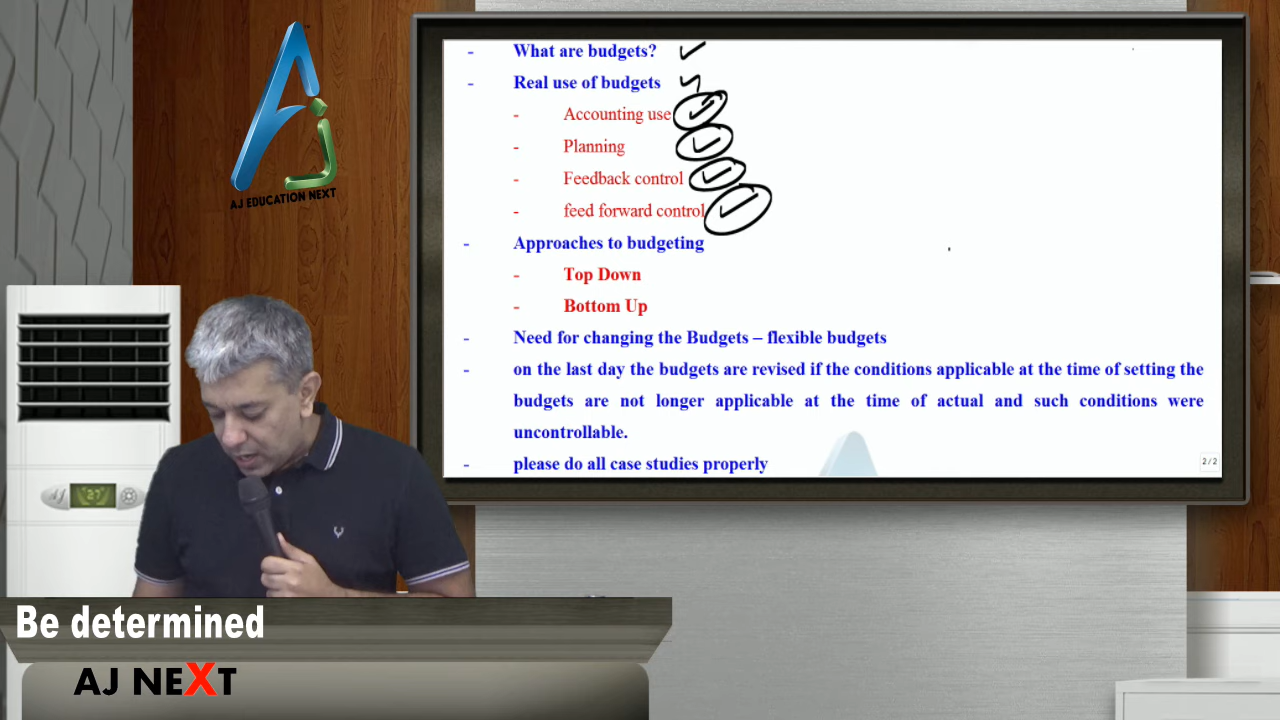 - What are budgets?
- Real use of budgets
- Accounting use
- Planning
- Feedback control
- feed forward control
- Approaches to budgeting
- Top Down
- Bottom Up
- Need for changing the Budgets – flexible budgets
- on the last day the budgets are revised if the conditions applicable at the time of setting the
budgets are not longer applicable at the time of actual and such conditions were
uncontrollable.
- please do all case studies properly
2/2
AJ EDUCATION NEXT
27
Be determined
AJ NEXT